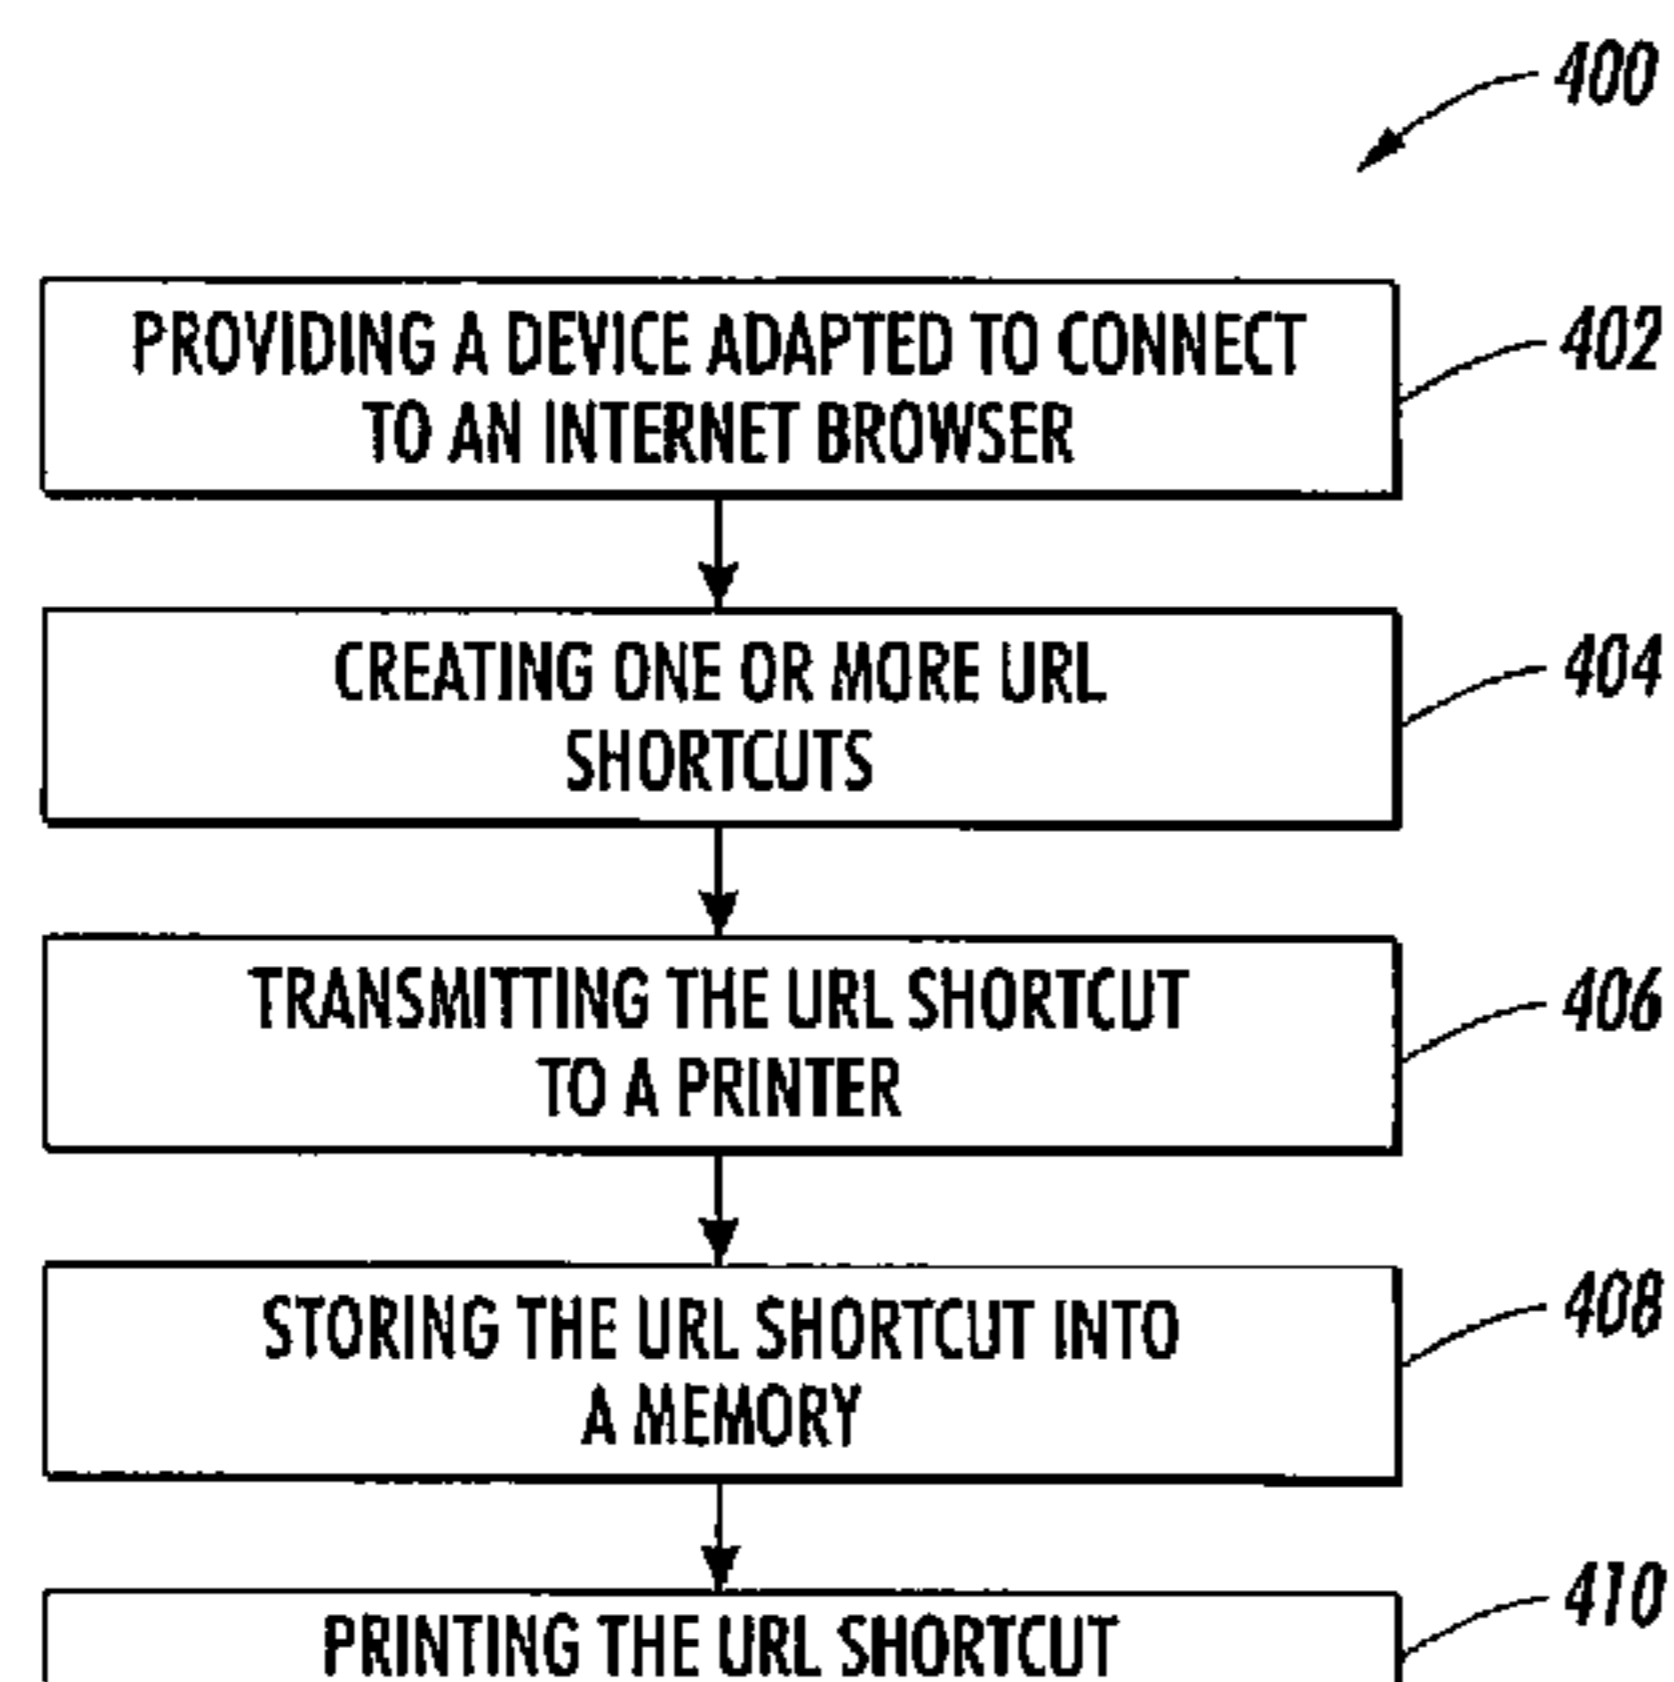 400
PROVIDING A DEVICE ADAPTED TO CONNECT
TO AN INTERNET BROWSER
402
CREATING ONE OR MORE URL
SHORTCUTS
404
TRANSMITTING THE URL SHORTCUT
TO A PRINTER
406
STORING THE URL SHORTCUT INTO
A MEMORY
408
PRINTING THE URL SHORTCUT
410